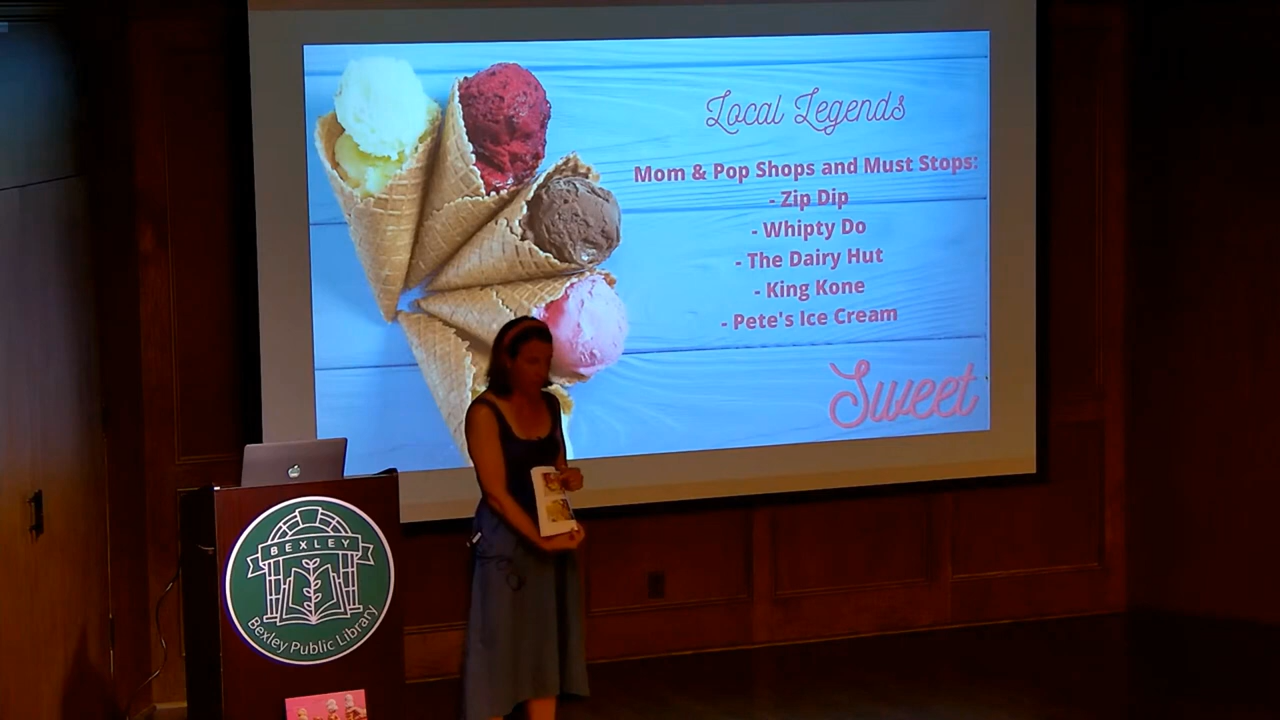 Local Legends
Mom & Pop Shops and Must Stops:
- Zip Dip
- Whipty Do
- The Dairy Hut
- King Kone
- Pete's Ice Cream
Sweet
BEXLEY
Bexley Public Library